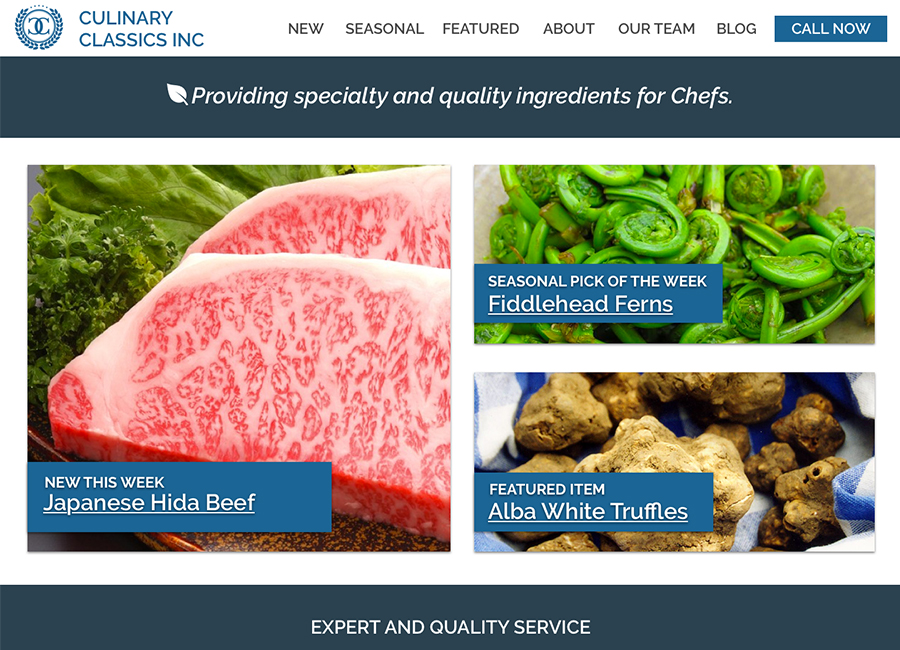 CULINARY
CLASSICS INC
NEW SEASONAL FEATURED ABOUT OUR TEAM BLOG CALL NOW
Providing specialty and quality ingredients for Chefs.
NEW THIS WEEK
Japanese Hida Beef
SEASONAL PICK OF THE WEEK
Fiddlehead Ferns
FEATURED ITEM
Alba White Truffles
EXPERT AND QUALITY SERVICE